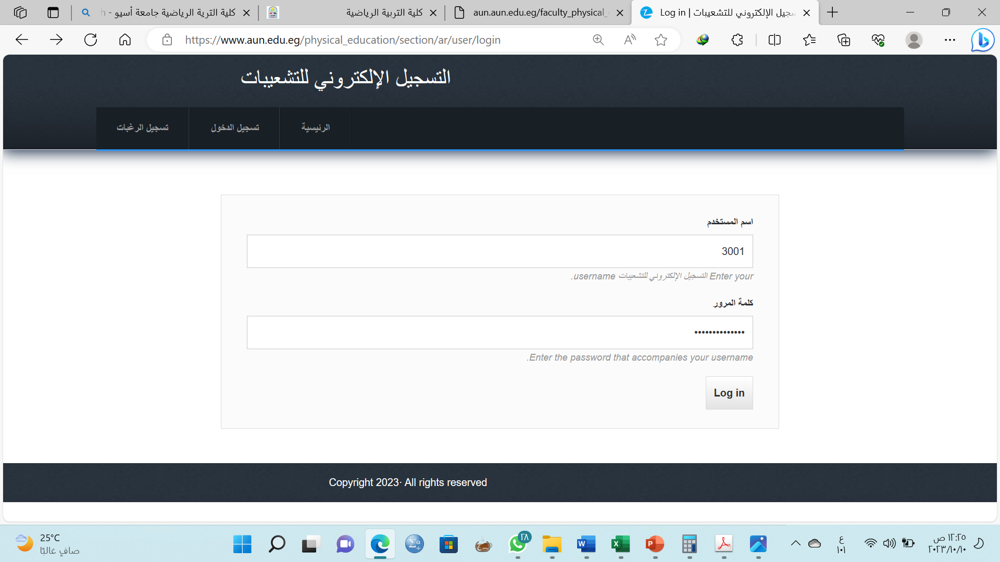 كلية التربية الرياضية جامعة أسيو - h
كلية التربية الرياضية
aun.aun.edu.eg/faculty_physical_
Log in | سجيل الإلكتروني للتشعيبات
https://www.aun.edu.eg/physical_education/section/ar/user/login
التسجيل الإلكتروني للتشعيبات
الرئيسية
تسجيل الدخول
تسجيل الرغبات
اسم المستخدم
3001
Enter your التسجيل الإلكتروني للتشعيبات username.
كلمة المرور
••••••••••••••
Enter the password that accompanies your username.
Log in
Copyright 2023· All rights reserved
25°C
صافٍ غالبًا
٢٨
ع
١٠١
١٢:٢٥ ص
٢٠٢٣/١٠/١٠